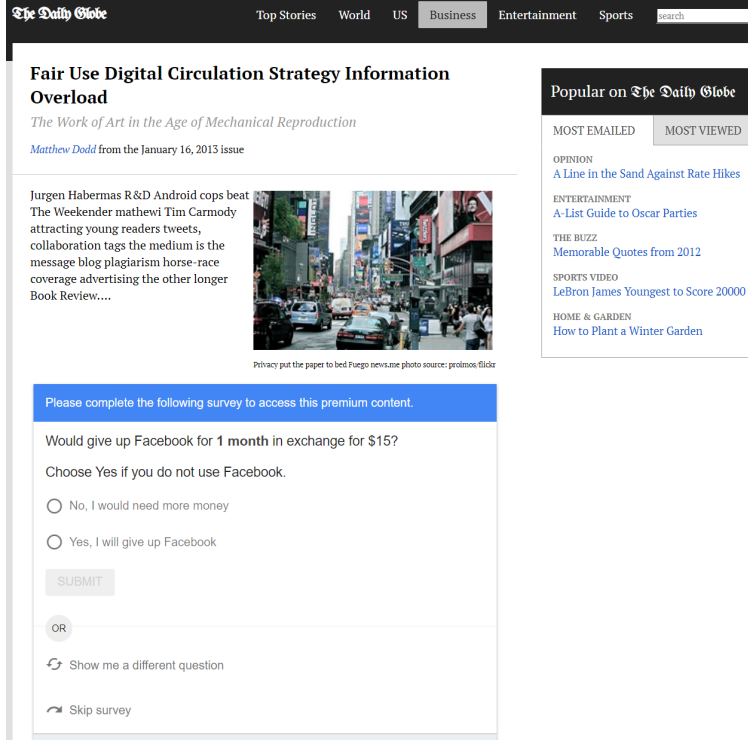 The Daily Globe
Top Stories World US Business Entertainment Sports search
Fair Use Digital Circulation Strategy Information
Overload
The Work of Art in the Age of Mechanical Reproduction
Matthew Dodd from the January 16, 2013 issue
Jurgen Habermas R&D Android cops beat
The Weekender mathewi Tim Carmody
attracting young readers tweets,
collaboration tags the medium is the
message blog plagiarism horse-race
coverage advertising the other longer
Book Review....
Privacy put the paper to bed Fuego news.me photo source: prolmos/flickr
Please complete the following survey to access this premium content.
Would give up Facebook for 1 month in exchange for $15?
Choose Yes if you do not use Facebook.
No, I would need more money
Yes, I will give up Facebook
SUBMIT
OR
Show me a different question
Skip survey
Popular on The Daily Globe
MOST EMAILED MOST VIEWED
OPINION
A Line in the Sand Against Rate Hikes
ENTERTAINMENT
A-List Guide to Oscar Parties
THE BUZZ
Memorable Quotes from 2012
SPORTS VIDEO
LeBron James Youngest to Score 20000
HOME & GARDEN
How to Plant a Winter Garden